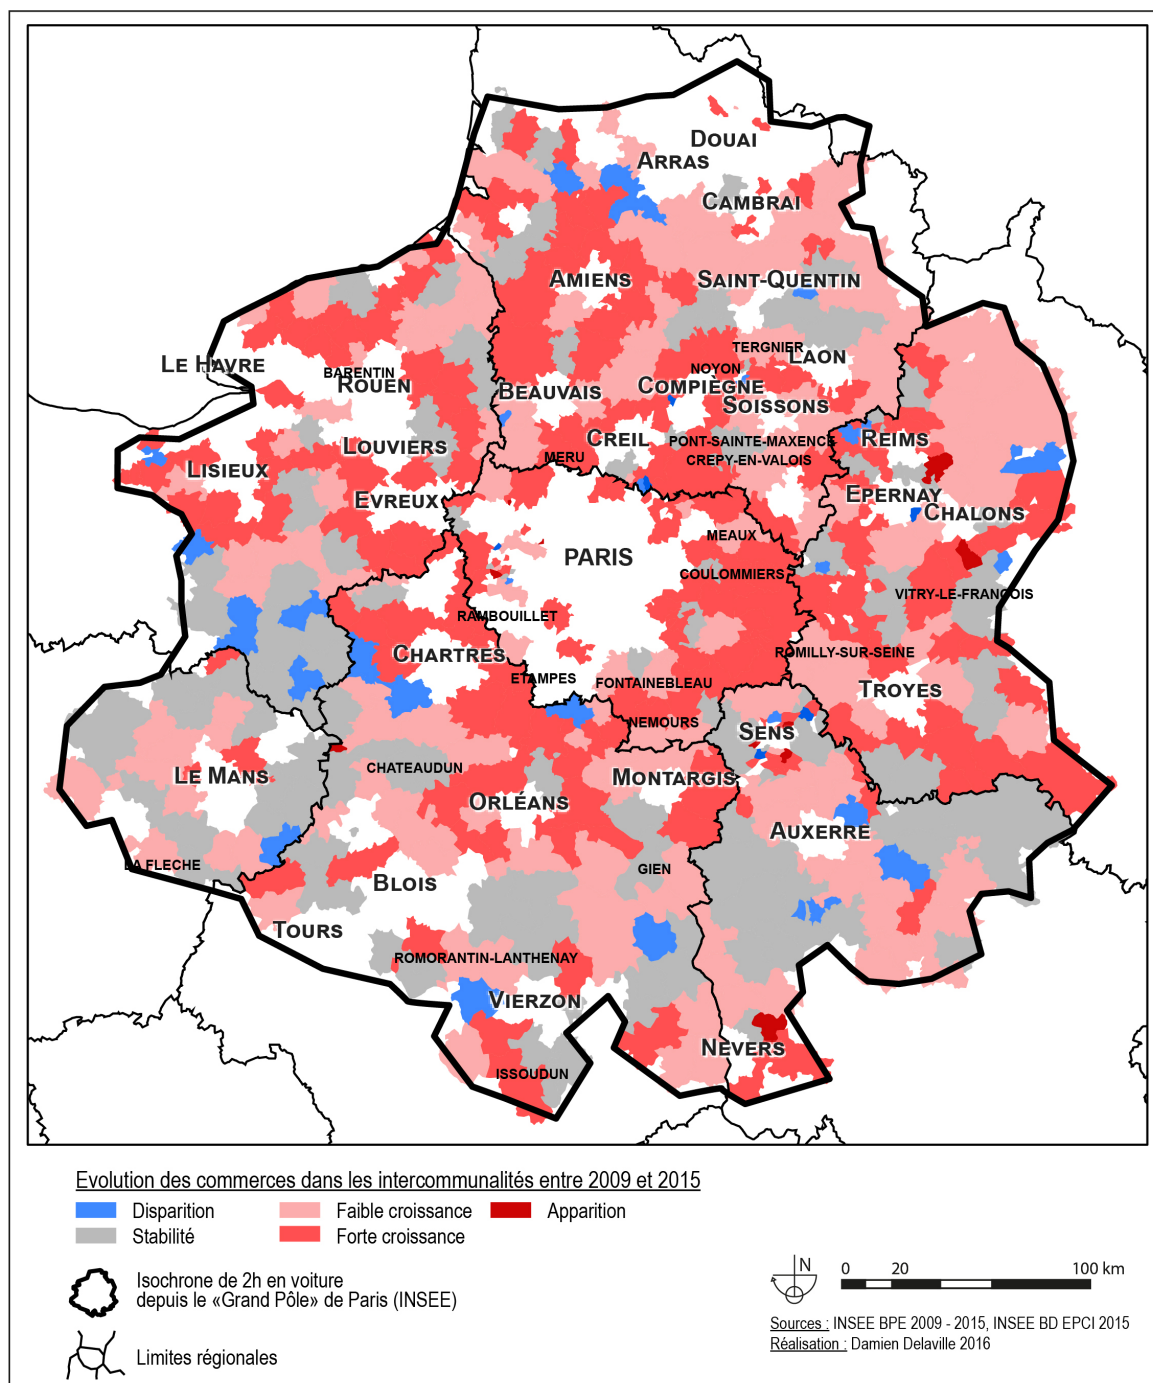 DOUAI
ARRAS
CAMBRAI
AMIENS
SAINT-QUENTIN
TERGNIER
LAON
LE HAVRE
BARENTIN
ROUEN
NOYON
BEAUVAIS
COMPIÈGNE
SOISSONS
LOUVIERS
CREIL
PONT-SAINTE-MAXENCE
REIMS
MERU
CREPY-EN-VALOIS
LISIEUX
EVREUX
EPERNAY
CHALONS
MEAUX
PARIS
COULOMMIERS
VITRY-LE-FRANÇOIS
RAMBOUILLET
CHARTRES
ROMILLY-SUR-SEINE
ETAMPES
FONTAINEBLEAU
TROYES
NEMOURS
SENS
LE MANS
CHATEAUDUN
MONTARGIS
ORLÉANS
AUXERRE
LA FLECHE
GIEN
BLOIS
TOURS
ROMORANTIN-LANTHENAY
VIERZON
NEVERS
ISSOUDUN
Evolution des commerces dans les intercommunalités entre 2009 et 2015
Disparition
Faible croissance
Apparition
Stabilité
Forte croissance
Isochrone de 2h en voiture
depuis le «Grand Pôle» de Paris (INSEE)
Limites régionales
N
0 20 100 km
Sources : INSEE BPE 2009 - 2015, INSEE BD EPCI 2015
Réalisation : Damien Delaville 2016